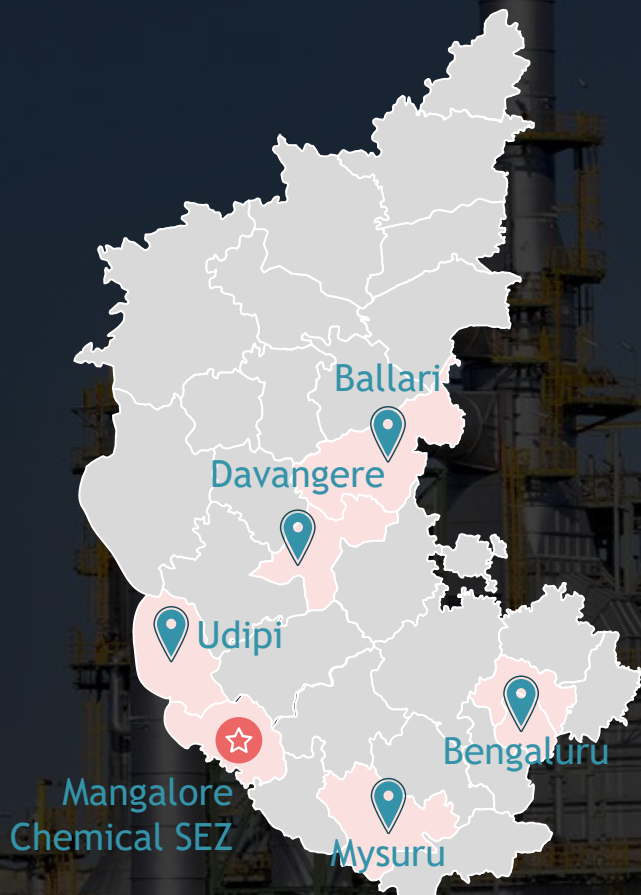 Ballari
Davangere
Udipi
Bengaluru
Mangalore
Chemical SEZ
Mysuru